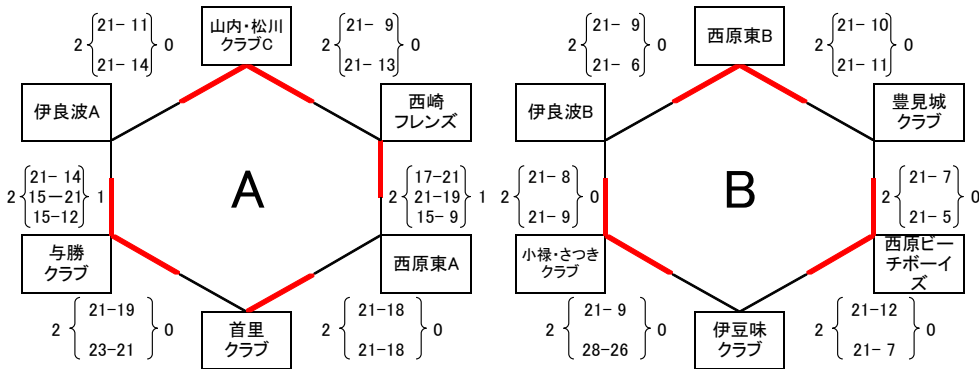 2 21- 11 0
21- 14
山内・松川
クラブC
2 21- 9 0
21- 13
伊良波A
西崎
フレンズ
A
21- 14
2 15ー21 1
15-12
17-21
2 21-19 1
15- 9
与勝
クラブ
西原東A
2 21-19 0
23-21
首里
クラブ
2 21-18 0
21-18
2 21- 9 0
21- 6
西原東B
2 21- 10 0
21- 11
伊良波B
豊見城
クラブ
B
2 21- 8 0
21- 9
2 21- 7 0
21- 5
小禄・さつき
クラブ
西原ビー
チボーイ
ズ
2 21- 9 0
28-26
伊豆味
クラブ
2 21-12 0
21- 7